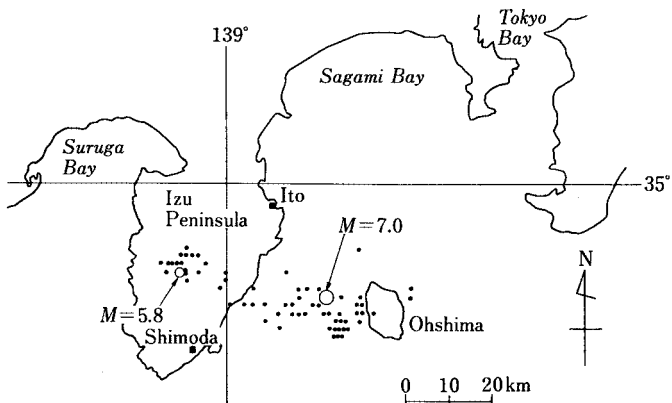 Tokyo
Bay
139°
Sagami Bay
Suruga
Bay
35°
Izu
Peninsula
Ito
M=7.0
N
M=5.8
Shimoda
Ohshima
0 10 20km